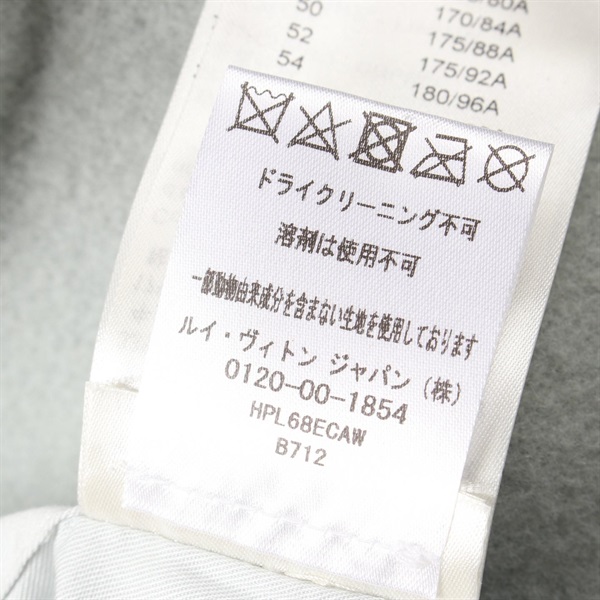 50 170/84A
52 175/88A
54 175/92A
180/96A
ドライクリーニング不可
溶剤は使用不可
一部動物由来成分を含まない生地を使用しております
ルイ・ヴィトン ジャパン(株)
0120-00-1854
HPL68ECAW
B712